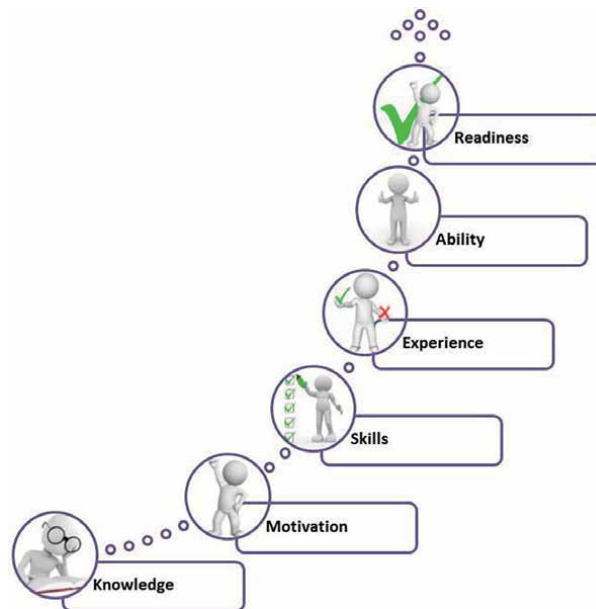 Readiness
Ability
Experience
Skills
Motivation
Knowledge